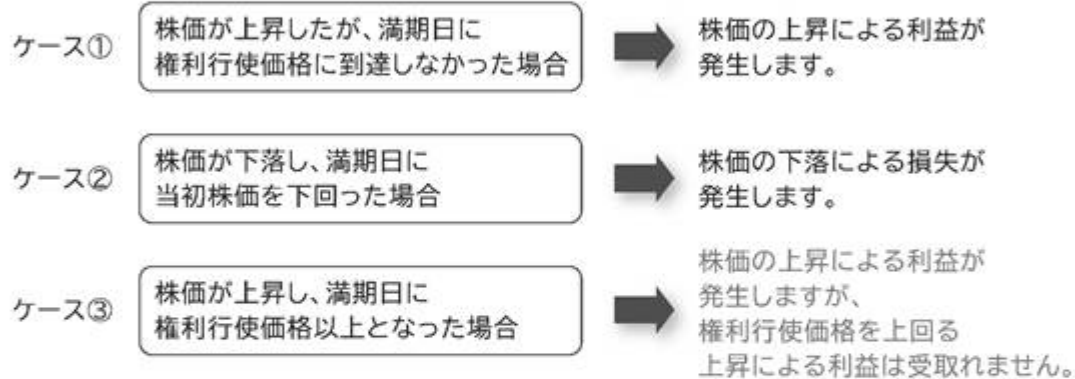 ケース①
株価が上昇したが、満期日に
権利行使価格に到達しなかった場合
株価の上昇による利益が
発生します。
ケース②
株価が下落し、満期日に
当初株価を下回った場合
株価の下落による損失が
発生します。
ケース③
株価が上昇し、満期日に
権利行使価格以上となった場合
株価の上昇による利益が
発生しますが、
権利行使価格を上回る
上昇による利益は受取れません。